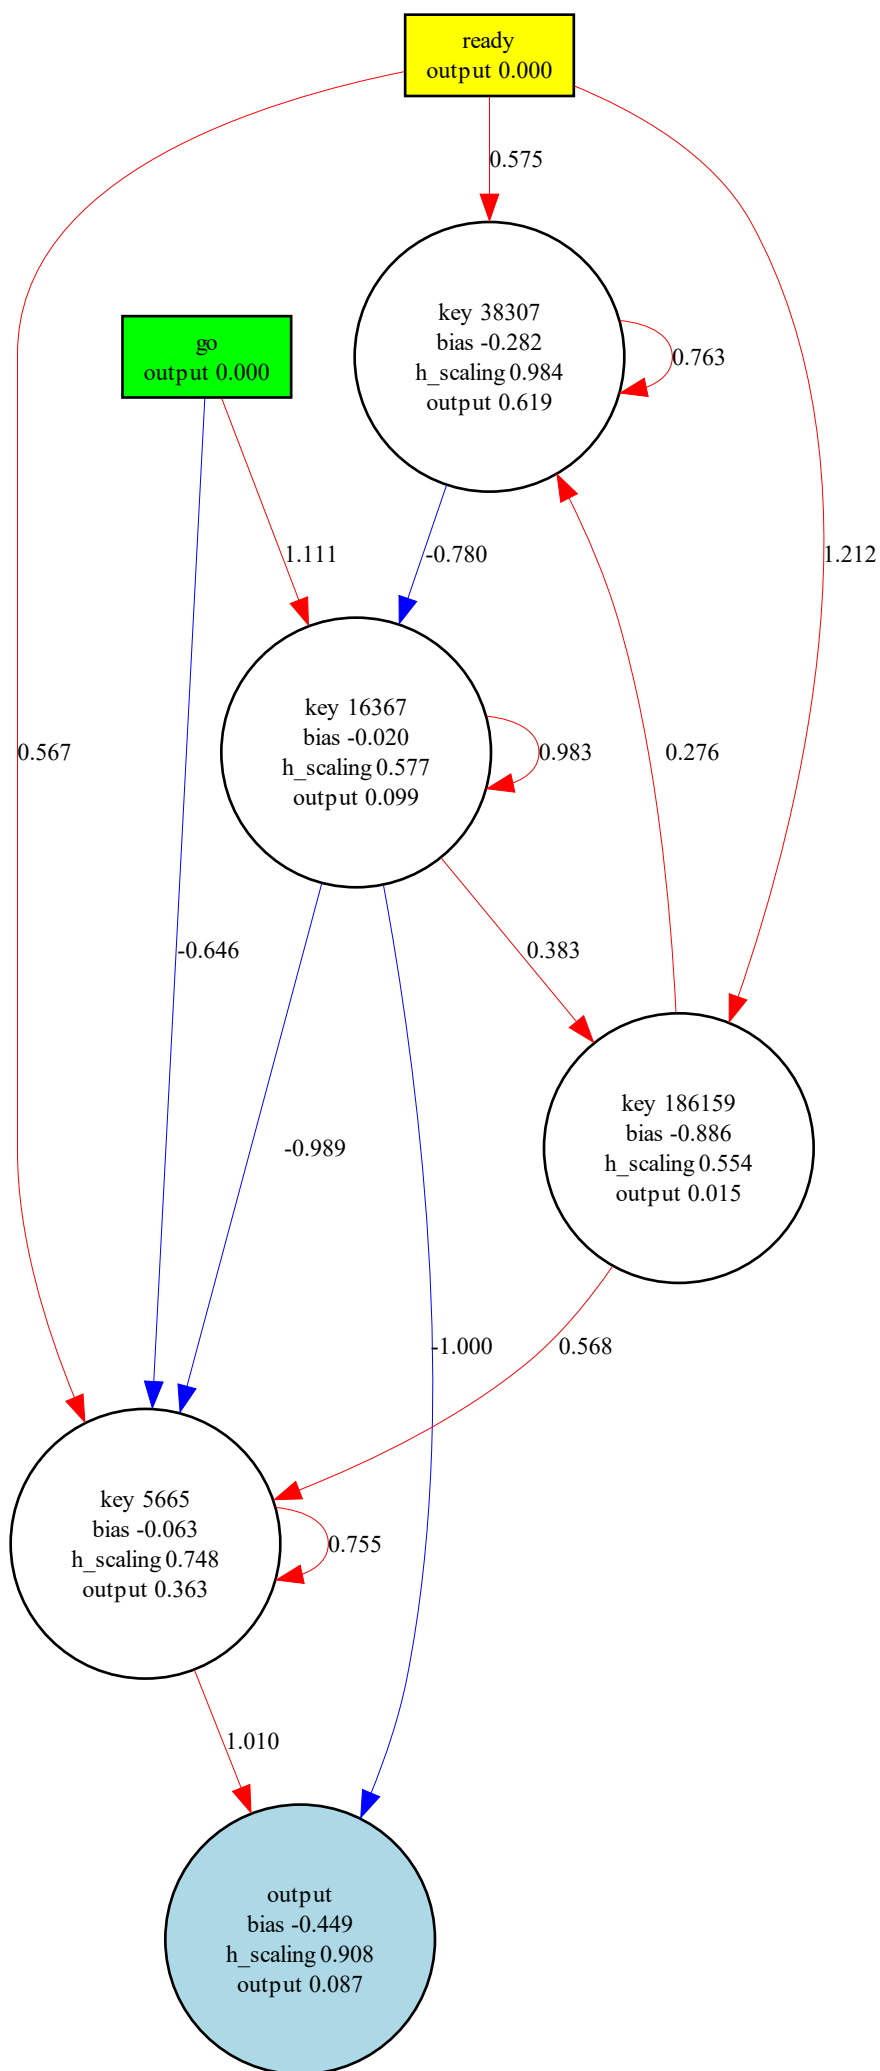 ready
output 0.000
0.575
go
output 0.000
key 38307
bias -0.282
h_scaling 0.984
output 0.619
0.763
1.111
-0.780
1.212
key 16367
bias -0.020
h_scaling 0.577
output 0.099
0.983
0.276
0.567
-0.646
0.383
-0.989
key 186159
bias -0.886
h_scaling 0.554
output 0.015
-1.000
0.568
key 5665
bias -0.063
h_scaling 0.748
output 0.363
0.755
1.010
output
bias -0.449
h_scaling 0.908
output 0.087